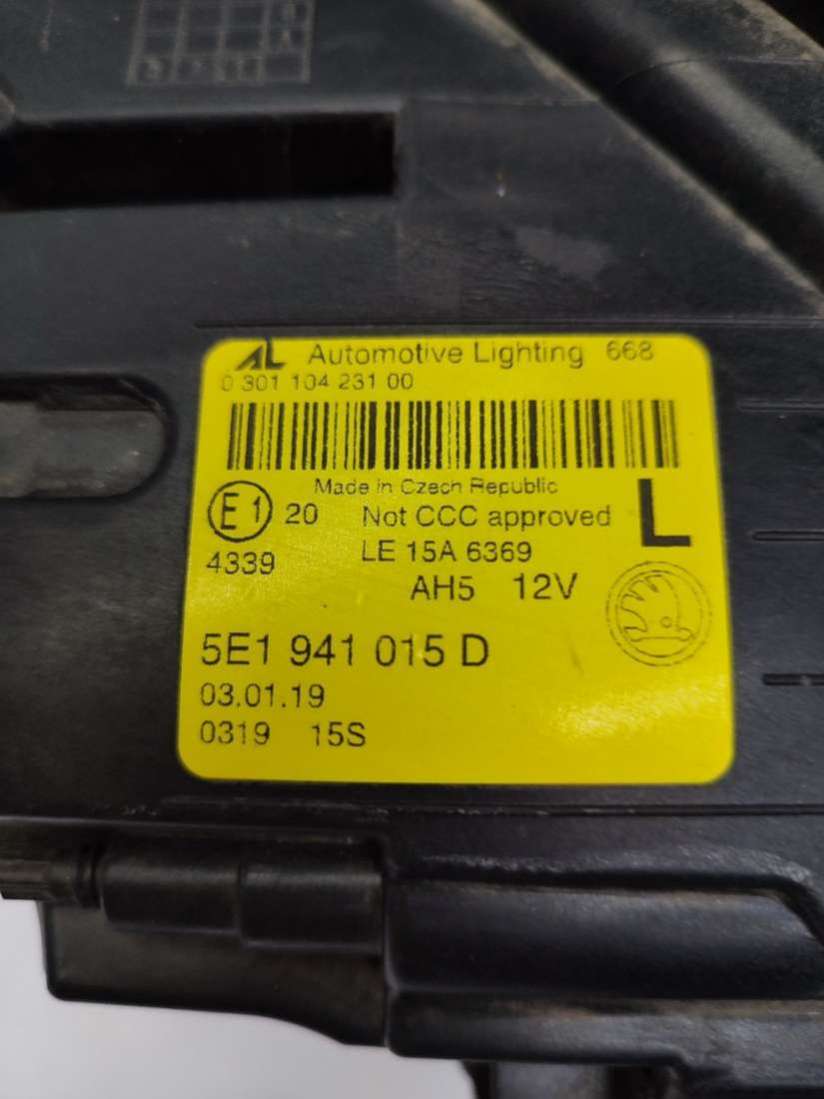 AL Automotive Lighting 668
0 301 104 231 00
Made in Czech Republic
E1 20 Not CCC approved L
4339 LE 15A 6369
AH5 12V
5E1 941 015 D
03.01.19
0319 15S